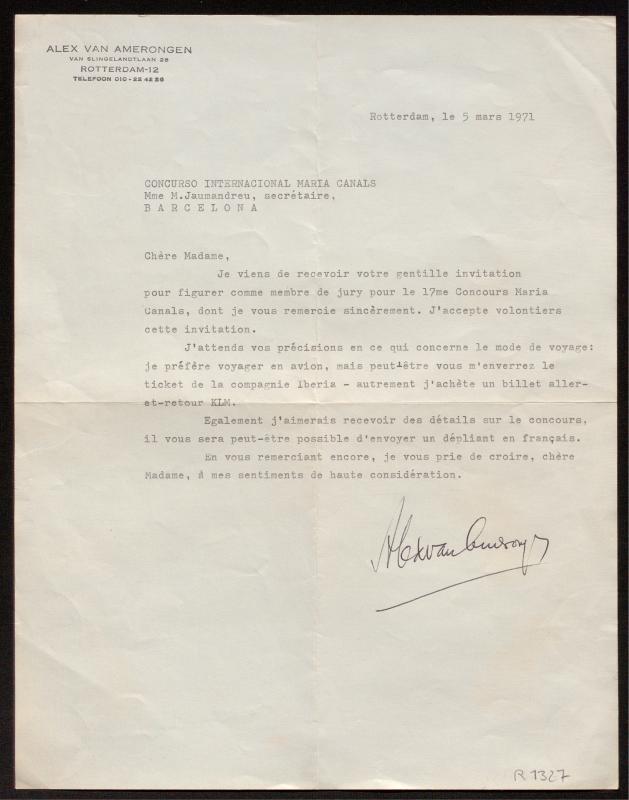 ALEX VAN AMERONGEN
VAN SLINGELANDTLAAN 28
ROTTERDAM-12
TELEFOON 010 - 22 42 26
Rotterdam, le 5 mars 1971
CONCURSO INTERNACIONAL MARIA CANALS
Mme M.Jaumandreu, secrétaire,
B A R C E L O N A
Chère Madame,
Je viens de recevoir votre gentille invitation
pour figurer comme membre de jury pour le 17me Concours Maria
Canals, dont je vous remercie sincèrement. J'accepte volontiers
cette invitation.
J'attends vos précisions en ce qui concerne le mode de voyage:
je préfère voyager en avion, mais peut-être vous m'enverrez le
ticket de la compagnie Iberia - autrement j'achète un billet aller-
et-retour KLM.
Egalement j'aimerais recevoir des détails sur le concours,
il vous sera peut-être possible d'envoyer un dépliant en français.
En vous remerciant encore, je vous prie de croire, chère
Madame, à mes sentiments de haute considération.
Alex van Amerongen
R 1327